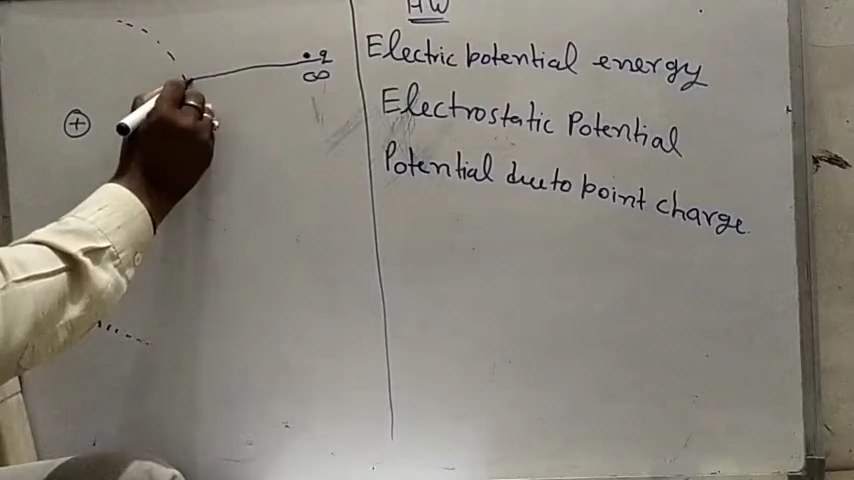 HW
Electric potential energy
Electrostatic Potential
Potential due to point charge.
+
q
∞